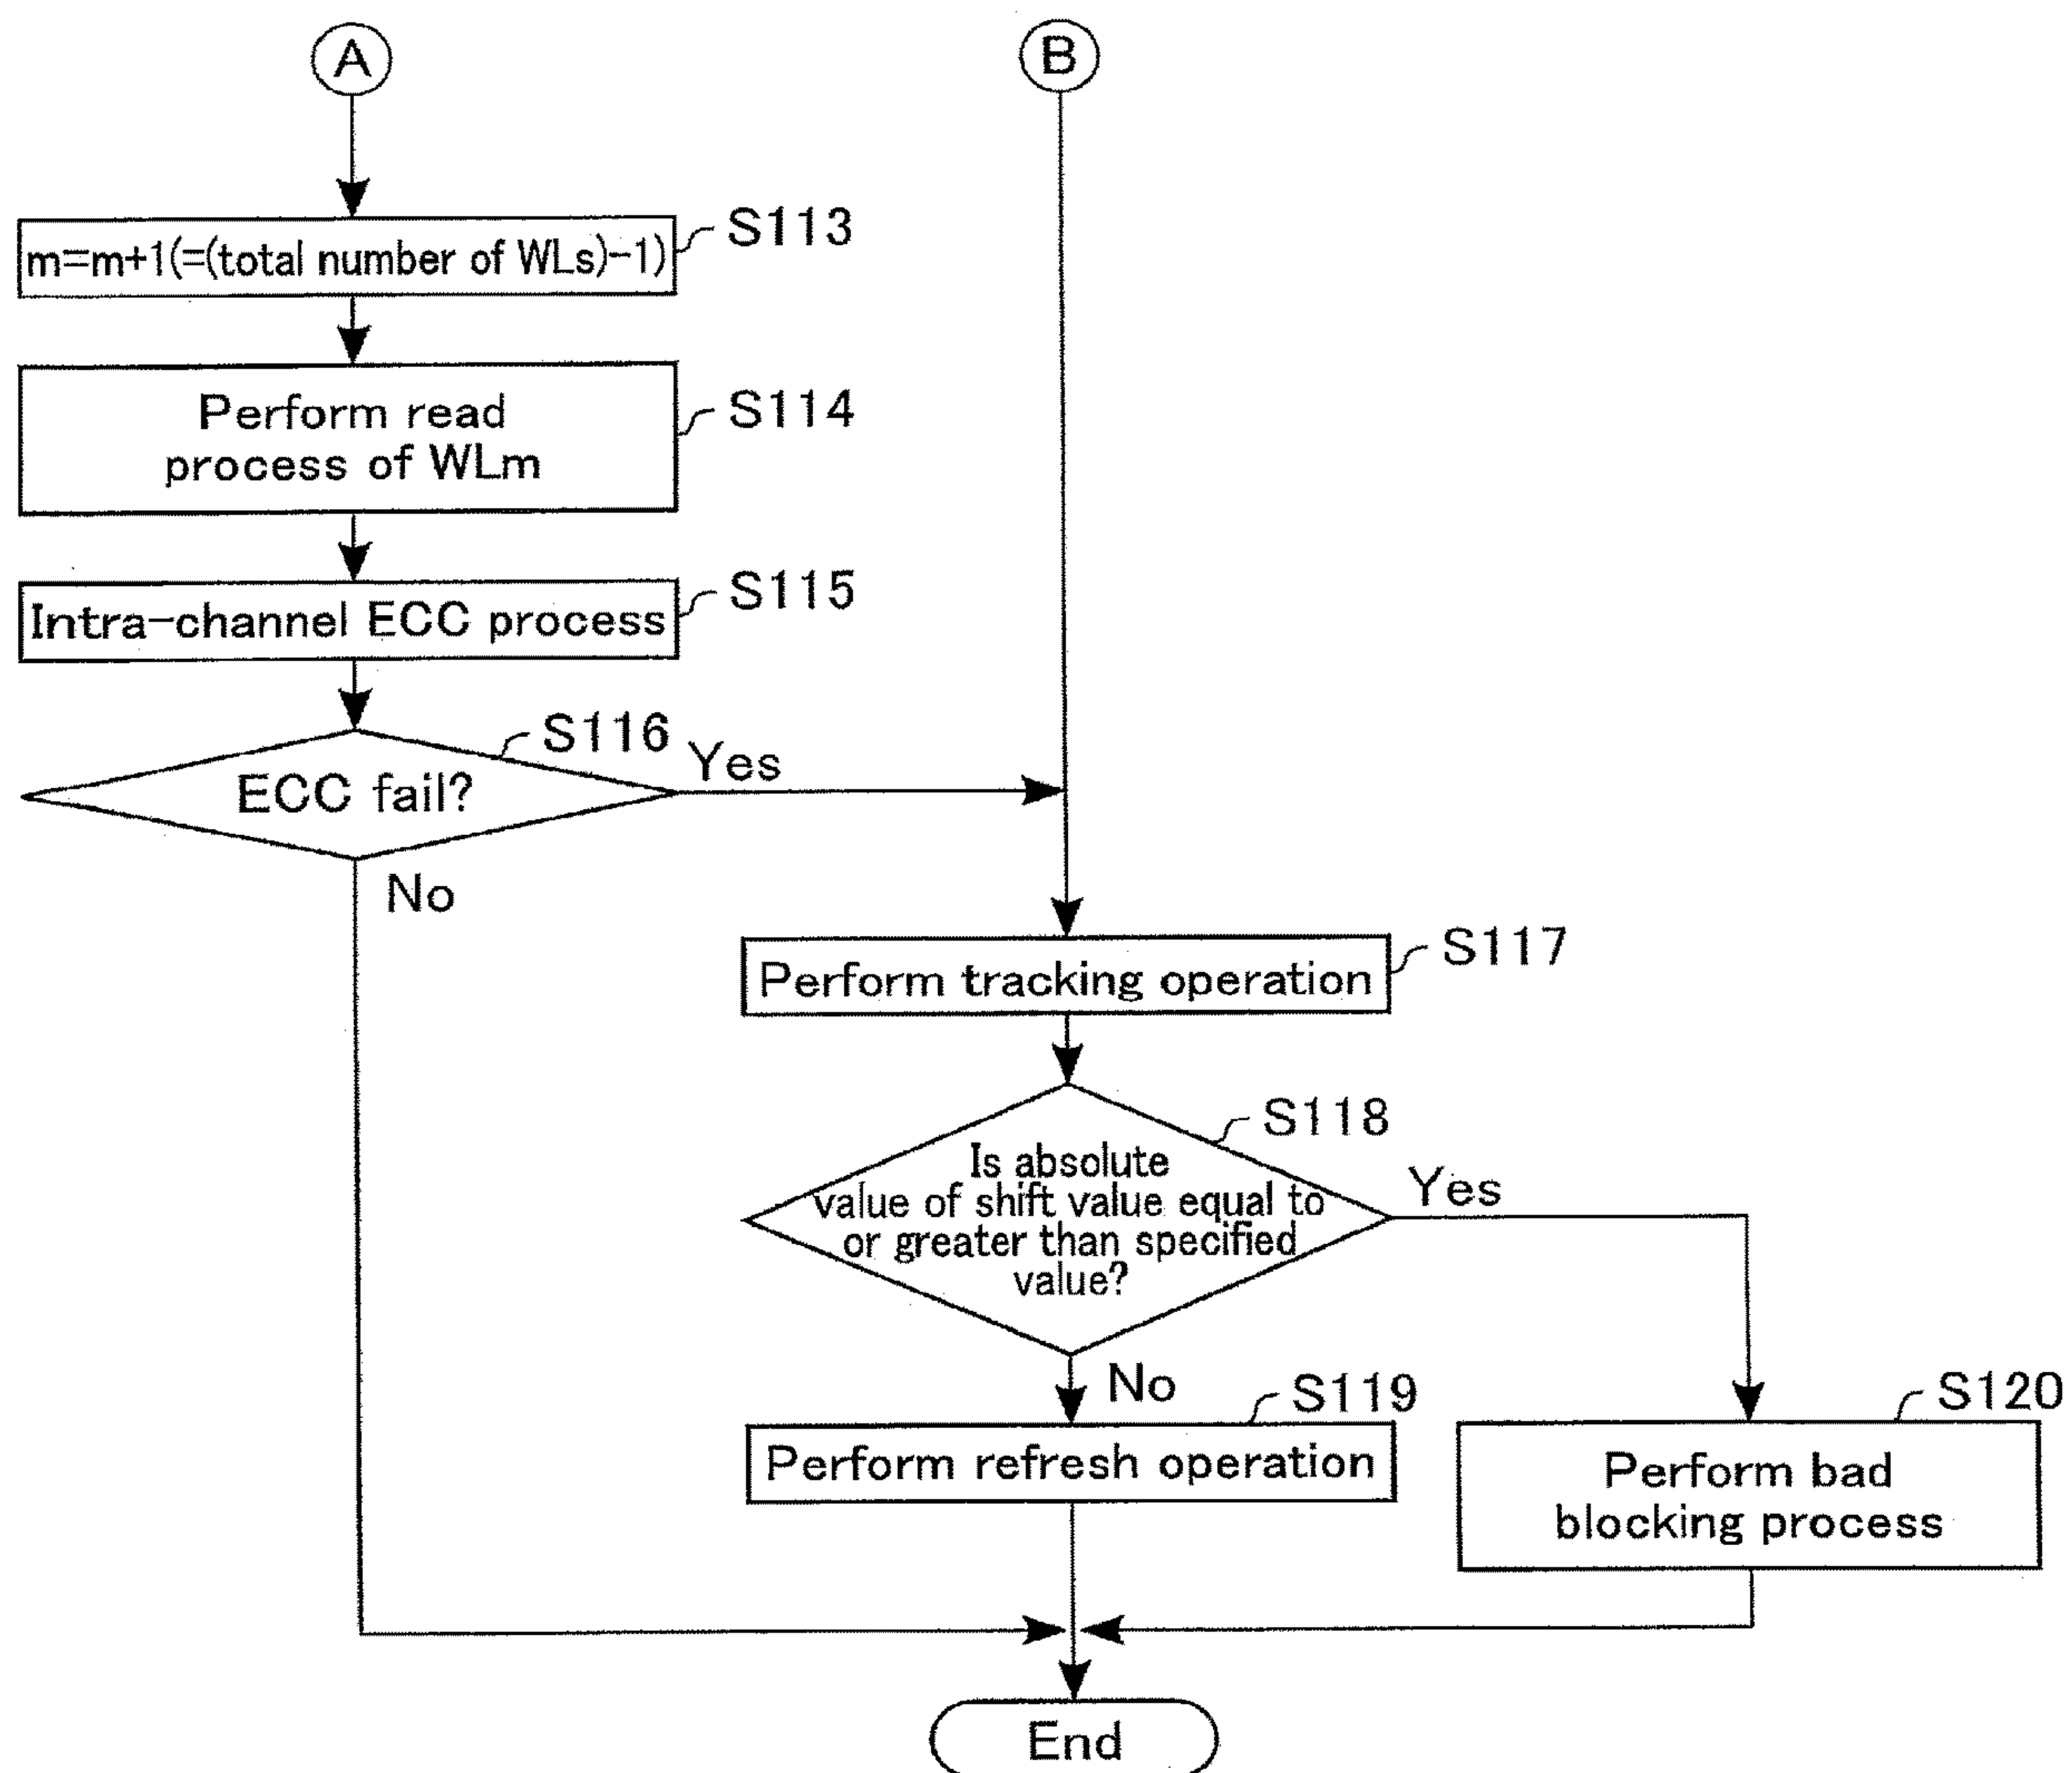 A
B
m=m+1(=(total number of WLs)-1)
S113
Perform read
process of WLm
S114
Intra-channel ECC process
S115
ECC fail?
S116
Yes
No
Perform tracking operation
S117
Is absolute
value of shift value equal to
or greater than specified
value?
S118
Yes
No
Perform refresh operation
S119
Perform bad
blocking process
S120
End